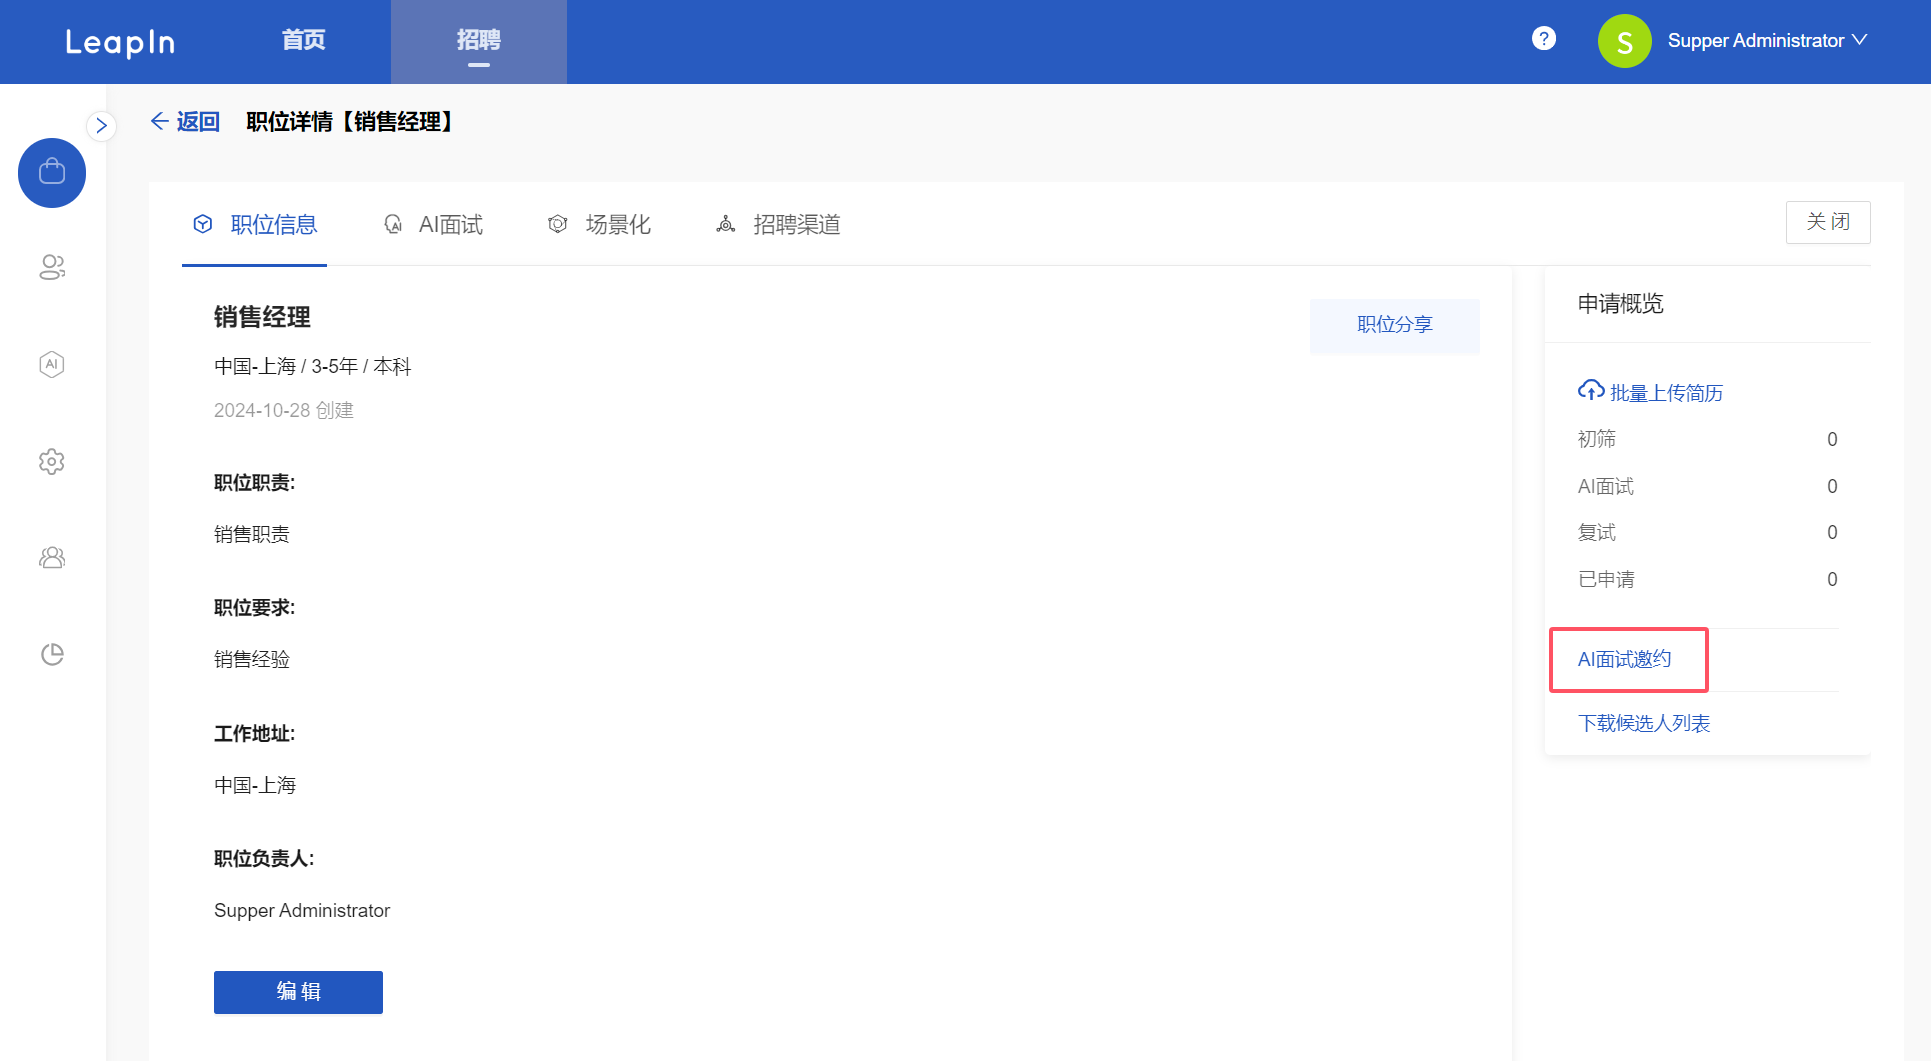 LeapIn
首页
招聘
?
S
Supper Administrator
返回
职位详情【销售经理】
职位信息
AI面试
场景化
招聘渠道
关 闭
AI
销售经理
中国-上海 / 3-5年 / 本科
2024-10-28 创建
职位分享
职位职责:
销售职责
职位要求:
销售经验
工作地址:
中国-上海
职位负责人:
Supper Administrator
编 辑
申请概览
批量上传简历
初筛 0
AI面试 0
复试 0
已申请 0
AI面试邀约
下载候选人列表